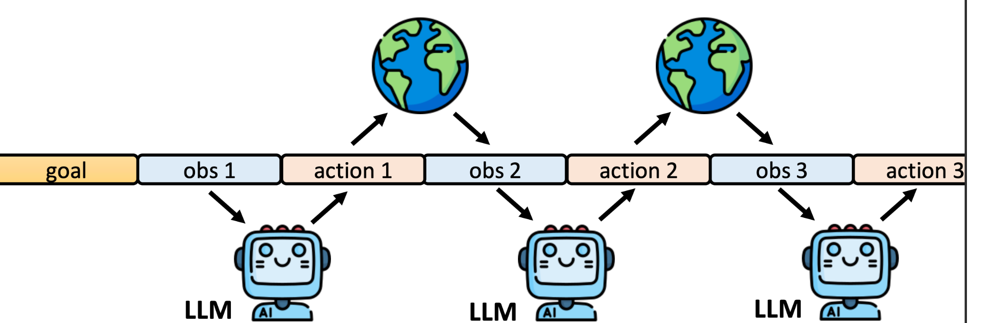 goal obs 1 action 1 obs 2 action 2 obs 3 action 3
LLM AI LLM AI LLM AI